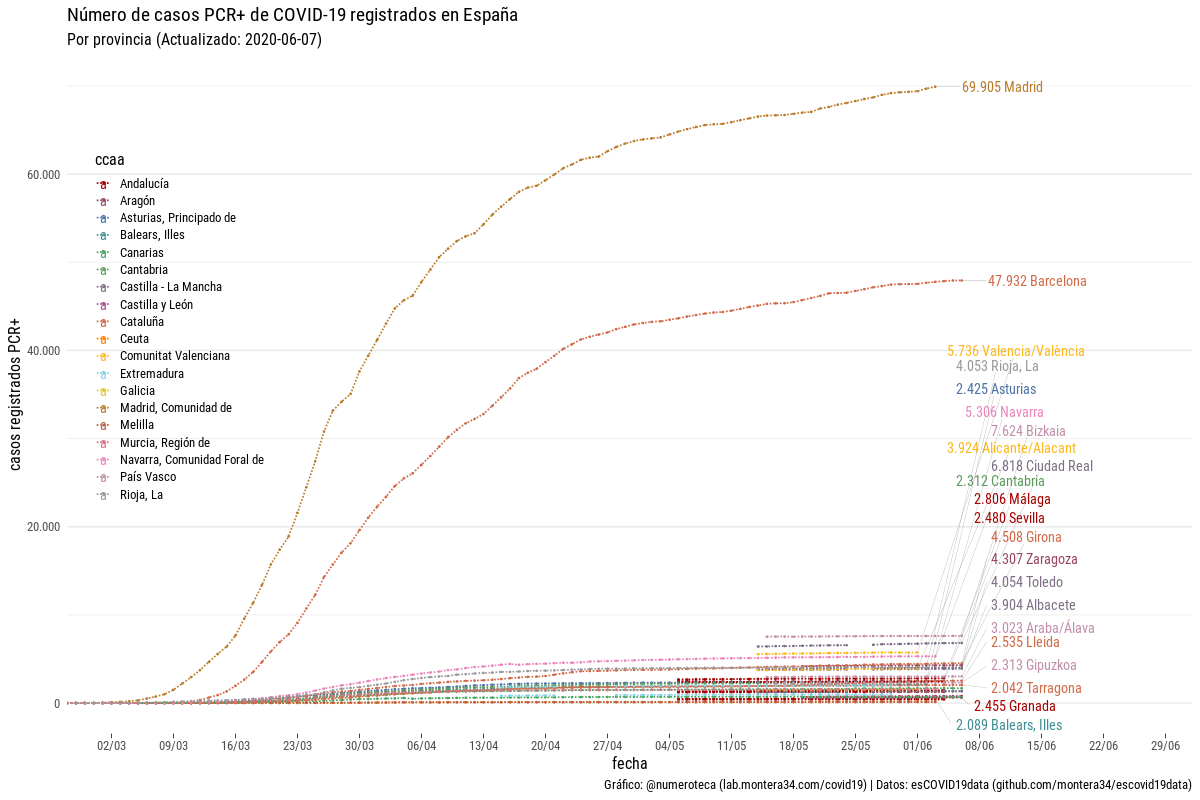 Número de casos PCR+ de COVID-19 registrados en España
Por provincia (Actualizado: 2020-06-07)
69.905 Madrid
ccaa
Andalucía
Aragón
Asturias, Principado de
Balears, Illes
Canarias
Cantabria
Castilla - La Mancha
Castilla y León
Cataluña
Ceuta
Comunitat Valenciana
Extremadura
Galicia
Madrid, Comunidad de
Melilla
Murcia, Región de
Navarra, Comunidad Foral de
País Vasco
Rioja, La
60.000
40.000
20.000
0
casos registrados PCR+
47.932 Barcelona
5.736 Valencia/València
4.053 Rioja, La
2.425 Asturias
5.306 Navarra
7.624 Bizkaia
3.924 Alicante/Alacant
6.818 Ciudad Real
2.312 Cantabria
2.806 Málaga
2.480 Sevilla
4.508 Girona
4.307 Zaragoza
4.054 Toledo
3.904 Albacete
3.023 Araba/Álava
2.535 Lleida
2.313 Gipuzkoa
2.042 Tarragona
2.455 Granada
2.089 Balears, Illes
02/03 09/03 16/03 23/03 30/03 06/04 13/04 20/04 27/04 04/05 11/05 18/05 25/05 01/06 08/06 15/06 22/06 29/06
fecha
Gráfico: @numeroteca (lab.montera34.com/covid19) | Datos: esCOVID19data (github.com/montera34/escovid19data)